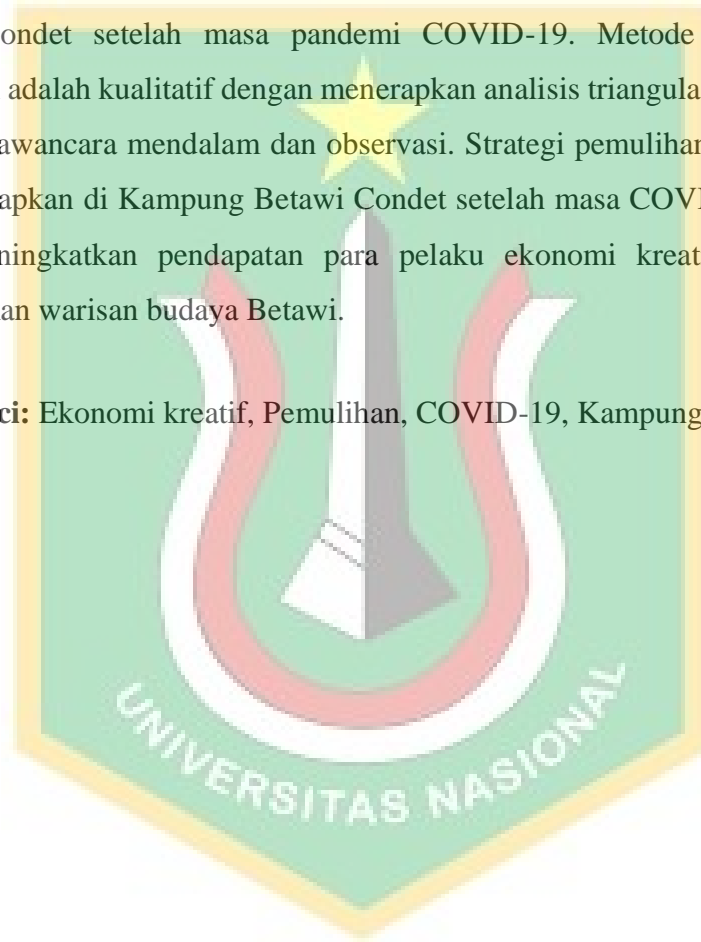 ondet setelah masa pandemi COVID-19. Metode
adalah kualitatif dengan menerapkan analisis triangula
awancara mendalam dan observasi. Strategi pemulihan
apkan di Kampung Betawi Condet setelah masa COVI
ningkatkan pendapatan para pelaku ekonomi kreat
an warisan budaya Betawi.
ci: Ekonomi kreatif, Pemulihan, COVID-19, Kampung
UNIVERSITAS NASIONAL